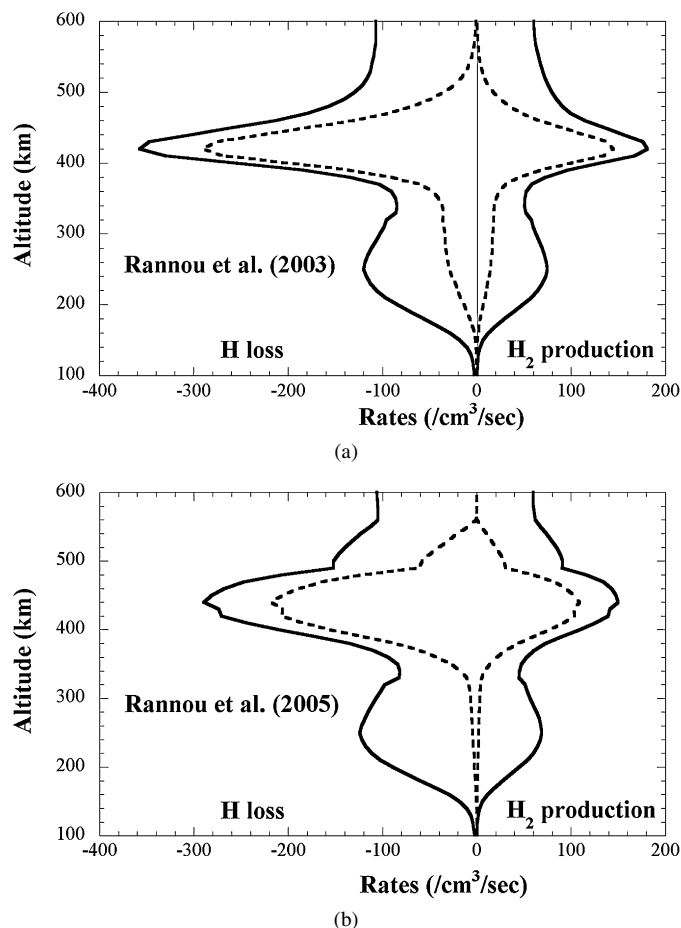 600
500
400
300
200
100
Altitude (km)
Rannou et al. (2003)
H loss
H₂ production
-400 -300 -200 -100 0 100 200
Rates (/cm³/sec)
(a)
600
500
400
300
200
100
Altitude (km)
Rannou et al. (2005)
H loss
H₂ production
-400 -300 -200 -100 0 100 200
Rates (/cm³/sec)
(b)